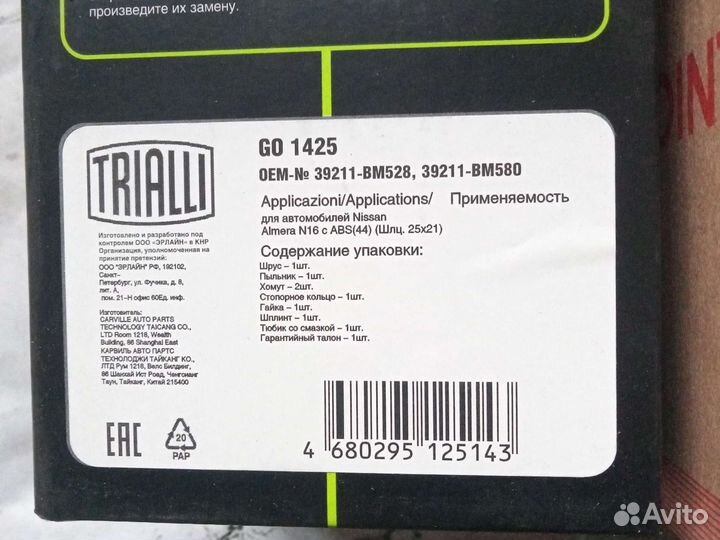 произведите их замену.
TRIALLI
GO 1425
OEM-№ 39211-BM528, 39211-BM580
Applicazioni/Applications/ Применяемость
для автомобилей Nissan
Almera N16 с ABS(44) (Шлц. 25x21)
Содержание упаковки:
Шрус – 1шт.
Пыльник – 1шт.
Хомут – 2шт.
Стопорное кольцо – 1шт.
Гайка – 1шт.
Шплинт – 1шт.
Тюбик со смазкой – 1шт.
Гарантийный талон – 1шт.
Изготовлено и разработано под
контролем ООО «ЭРЛАЙН» в КНР
Организация, уполномоченная на
принятие претензий:
ООО "ЭРЛАЙН" РФ, 192102,
Санкт-
Петербург, ул. Фучика, д. 8,
лит. А,
пом. 21-Н офис 60Ед. инф.
Изготовитель:
CARVILLE AUTO PARTS
TECHNOLOGY TAICANG CO.,
LTD Room 1218, Wealth
Building, 86 Shanghai East
КАРВИЛЬ АВТО ПАРТС
ТЕХНОЛОДЖИ ТАЙКАНГ КО.,
ЛТД Рум 1218, Велс Билдинг,
86 Шанхай Ист Роад, Ченгсианг
Таун, Тайканг, Китай 215400
EAC
20
PAP
4 680295 125143
Avito